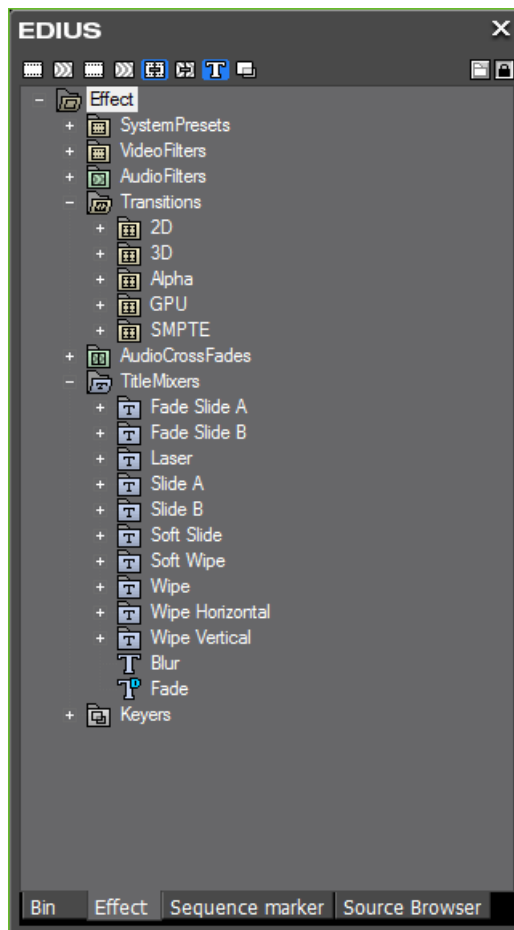 EDIUS
Effect
SystemPresets
VideoFilters
AudioFilters
Transitions
2D
3D
Alpha
GPU
SMPTE
AudioCrossFades
TitleMixers
Fade Slide A
Fade Slide B
Laser
Slide A
Slide B
Soft Slide
Soft Wipe
Wipe
Wipe Horizontal
Wipe Vertical
Blur
Fade
Keyers
Bin Effect Sequence marker Source Browser